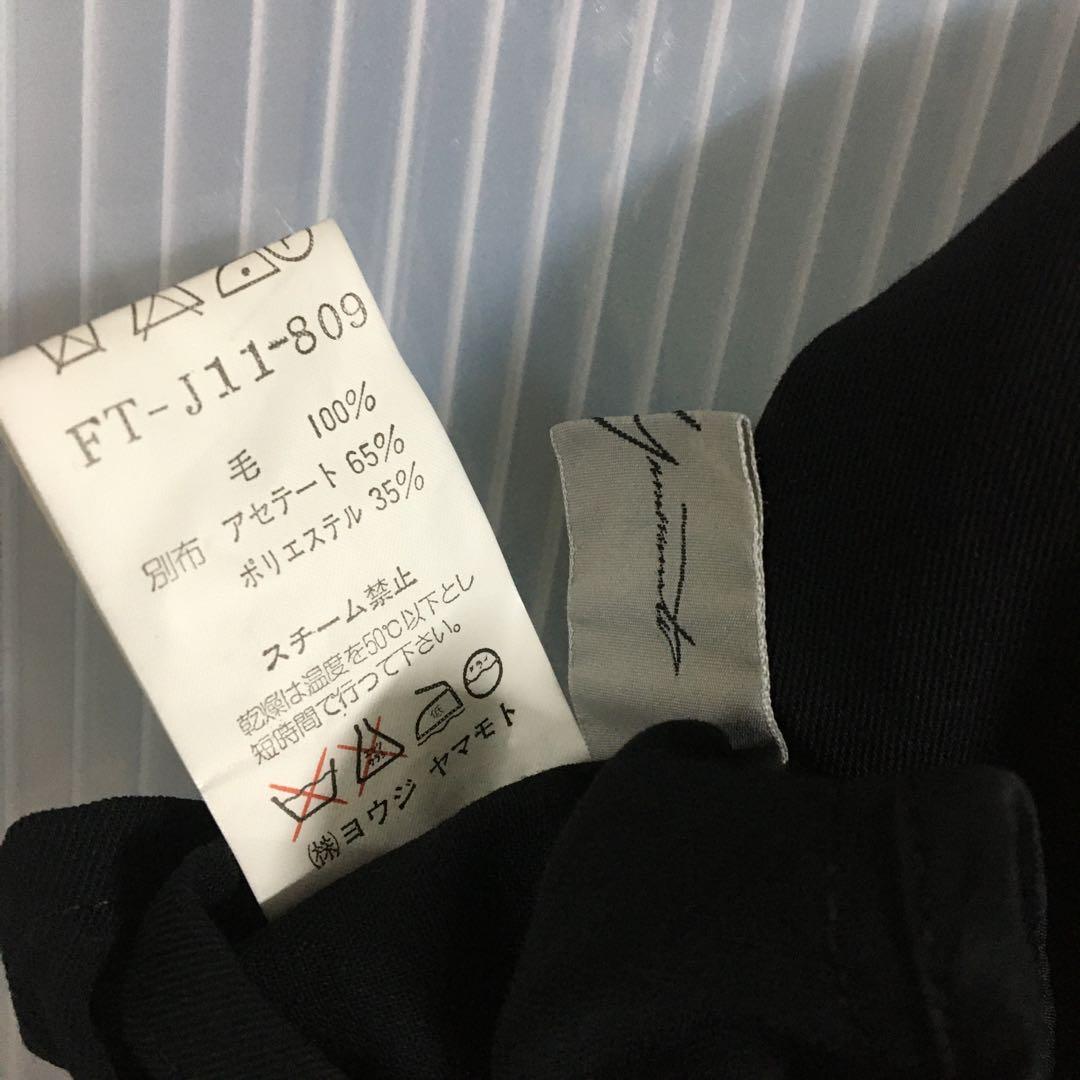 FT-J11-809
毛 100%
別布 アセテート 65%
ポリエステル 35%
スチーム禁止
乾燥は温度を50℃以下とし
短時間で行って下さい。
低
㈱ヨウジ ヤマモト
Yamamoto